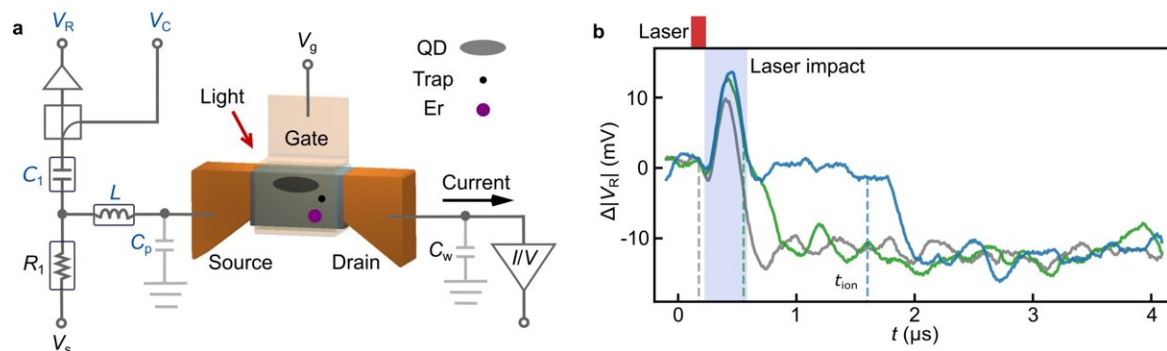 a
V_R
V_C
V_g
QD
Trap
Er
Light
Gate
C_1
L
Current
C_p
R_1
Source
Drain
C_w
I/V
V_s
b
Laser
Laser impact
Δ|V_R| (mV)
10
0
-10
t_ion
0
1
2
3
4
t (μs)